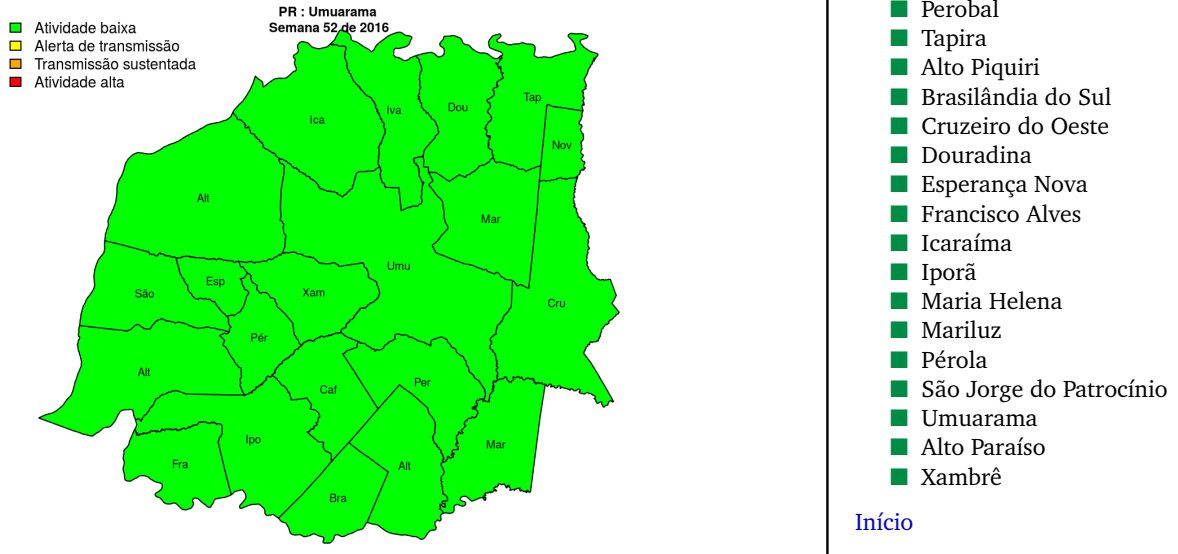 PR : Umuarama
Semana 52 de 2016
Atividade baixa
Alerta de transmissão
Transmissão sustentada
Atividade alta
Ica
Iva
Dou
Tap
Nov
Alt
Mar
Umu
Esp
São
Xam
Cru
Pér
Alt
Caf
Per
Ipo
Mar
Fra
Alt
Bra
Perobal
Tapira
Alto Piquiri
Brasilândia do Sul
Cruzeiro do Oeste
Douradina
Esperança Nova
Francisco Alves
Icaraíma
Iporã
Maria Helena
Mariluz
Pérola
São Jorge do Patrocínio
Umuarama
Alto Paraíso
Xambrê
Início